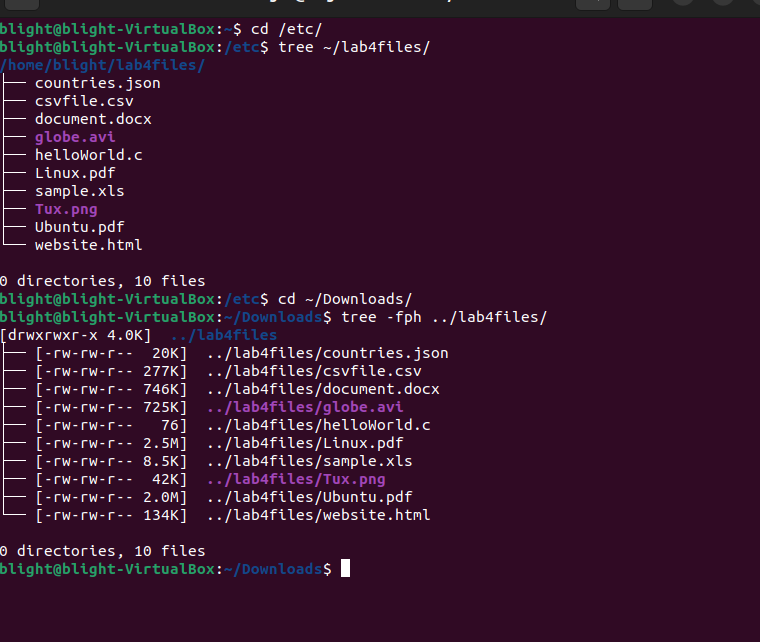 blight@blight-VirtualBox:~$ cd /etc/
blight@blight-VirtualBox:/etc$ tree ~/lab4files/
/home/blight/lab4files/
├── countries.json
├── csvfile.csv
├── document.docx
├── globe.avi
├── helloWorld.c
├── Linux.pdf
├── sample.xls
├── Tux.png
├── Ubuntu.pdf
└── website.html

0 directories, 10 files
blight@blight-VirtualBox:/etc$ cd ~/Downloads/
blight@blight-VirtualBox:~/Downloads$ tree -fph ../lab4files/
[drwxrwxr-x 4.0K]  ../lab4files
├── [-rw-rw-r--  20K]  ../lab4files/countries.json
├── [-rw-rw-r-- 277K]  ../lab4files/csvfile.csv
├── [-rw-rw-r-- 746K]  ../lab4files/document.docx
├── [-rw-rw-r-- 725K]  ../lab4files/globe.avi
├── [-rw-rw-r--   76]  ../lab4files/helloWorld.c
├── [-rw-rw-r-- 2.5M]  ../lab4files/Linux.pdf
├── [-rw-rw-r-- 8.5K]  ../lab4files/sample.xls
├── [-rw-rw-r--  42K]  ../lab4files/Tux.png
├── [-rw-rw-r-- 2.0M]  ../lab4files/Ubuntu.pdf
└── [-rw-rw-r-- 134K]  ../lab4files/website.html

0 directories, 10 files
blight@blight-VirtualBox:~/Downloads$